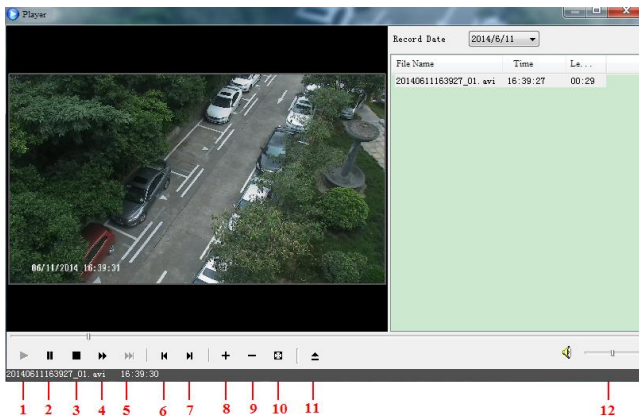 Player
Record Date 2014/6/11
File Name Time Le...
20140611163927_01.avi 16:39:27 00:29
06/11/2014 16:39:31
20140611163927_01.avi 16:39:30
1 2 3 4 5 6 7 8 9 10 11 12